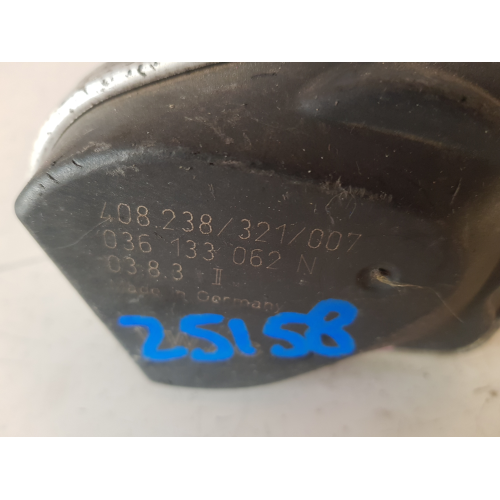 408.238/321/007
036 133 062 N
03 8.3 II
Made in Germany
25158